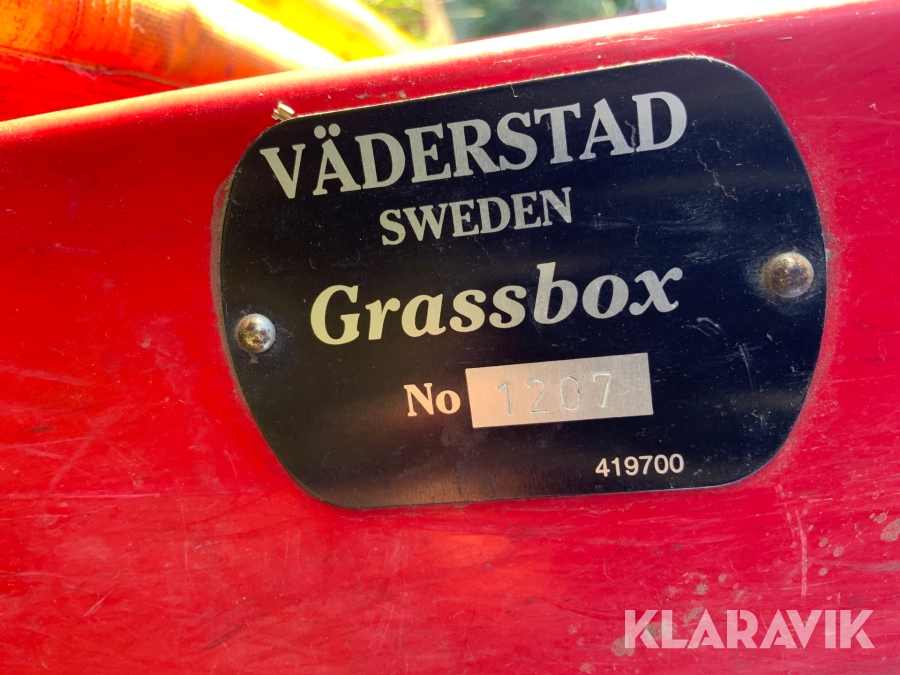 VÄDERSTAD
SWEDEN
Grassbox
No 1207
419700
KLARAVIK